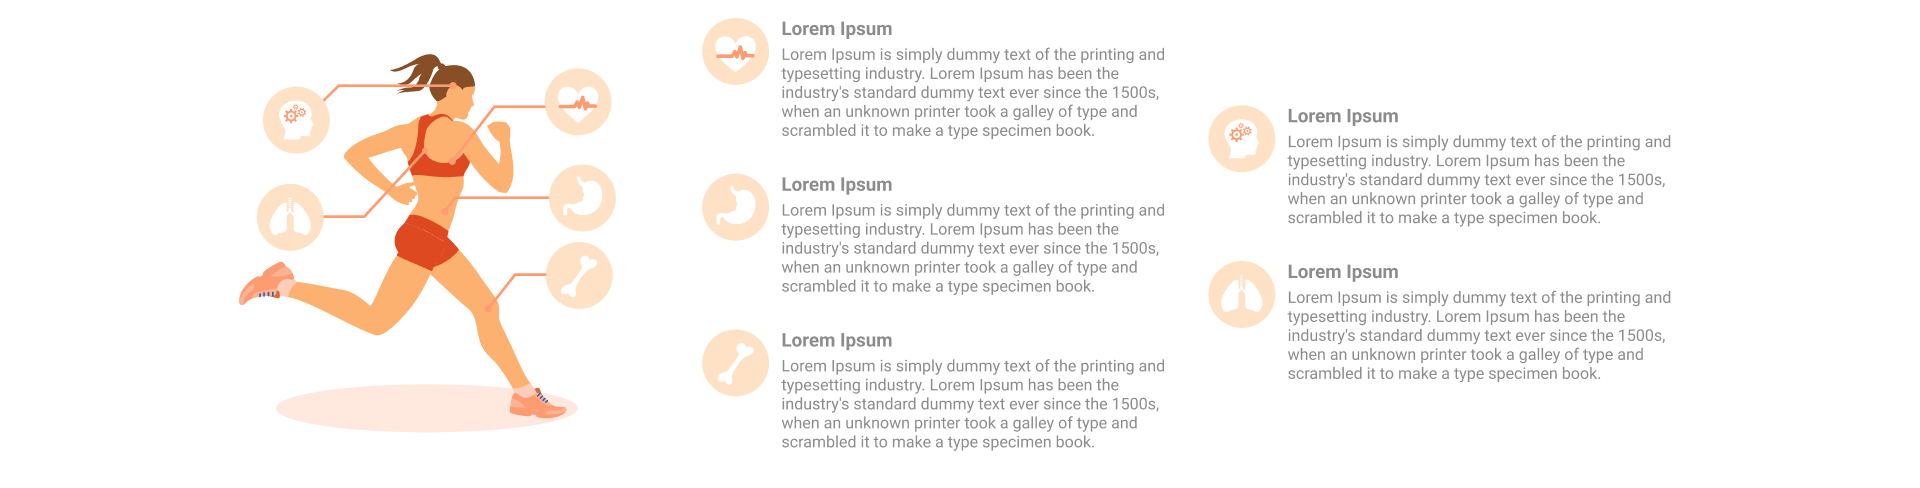 Lorem Ipsum
Lorem Ipsum is simply dummy text of the printing and
typesetting industry. Lorem Ipsum has been the
industry's standard dummy text ever since the 1500s,
when an unknown printer took a galley of type and
scrambled it to make a type specimen book.
Lorem Ipsum
Lorem Ipsum is simply dummy text of the printing and
typesetting industry. Lorem Ipsum has been the
industry's standard dummy text ever since the 1500s,
when an unknown printer took a galley of type and
scrambled it to make a type specimen book.
Lorem Ipsum
Lorem Ipsum is simply dummy text of the printing and
typesetting industry. Lorem Ipsum has been the
industry's standard dummy text ever since the 1500s,
when an unknown printer took a galley of type and
scrambled it to make a type specimen book.
Lorem Ipsum
Lorem Ipsum is simply dummy text of the printing and
typesetting industry. Lorem Ipsum has been the
industry's standard dummy text ever since the 1500s,
when an unknown printer took a galley of type and
scrambled it to make a type specimen book.
Lorem Ipsum
Lorem Ipsum is simply dummy text of the printing and
typesetting industry. Lorem Ipsum has been the
industry's standard dummy text ever since the 1500s,
when an unknown printer took a galley of type and
scrambled it to make a type specimen book.